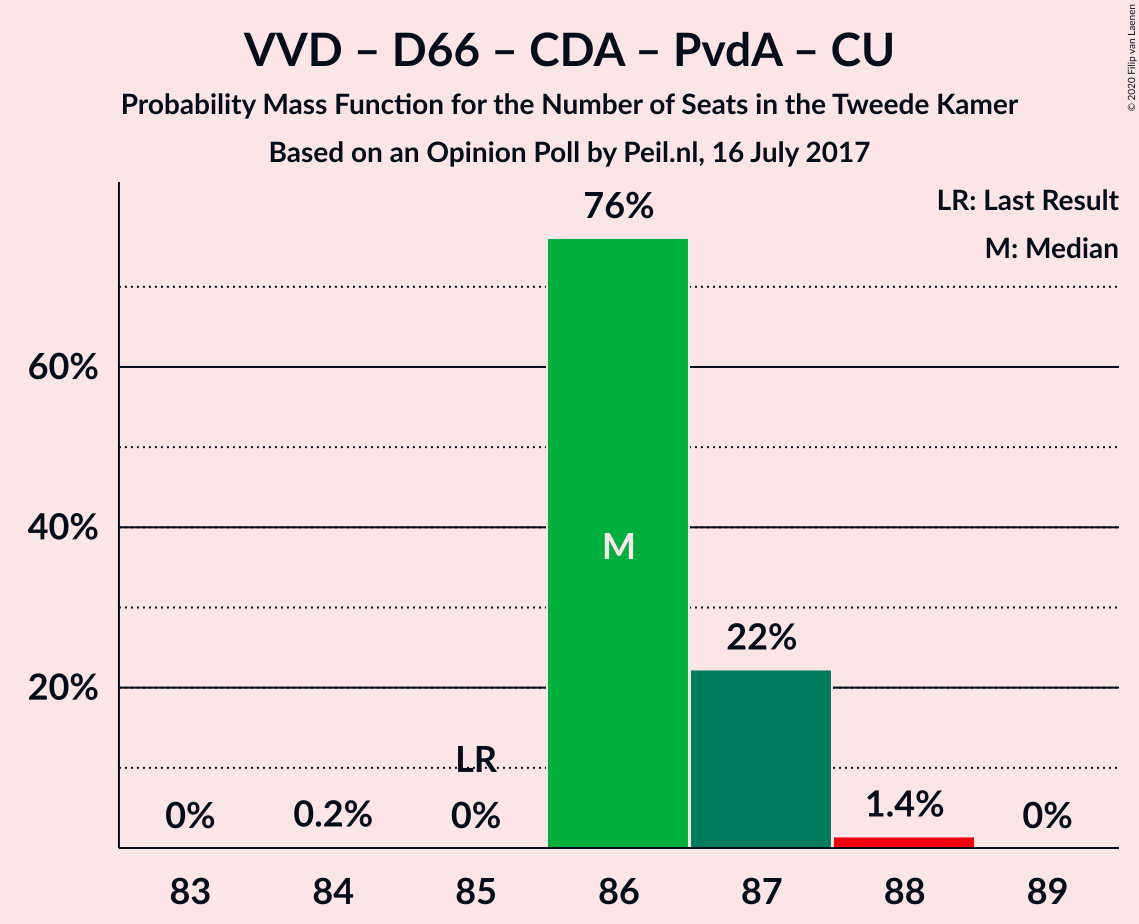 VVD – D66 – CDA – PvdA – CU
Probability Mass Function for the Number of Seats in the Tweede Kamer
Based on an Opinion Poll by Peil.nl, 16 July 2017
© 2020 Filip van Laenen
LR: Last Result
M: Median
76%
60%
40%
M
22%
20%
LR
0%
0.2%
0%
1.4%
0%
83
84
85
86
87
88
89